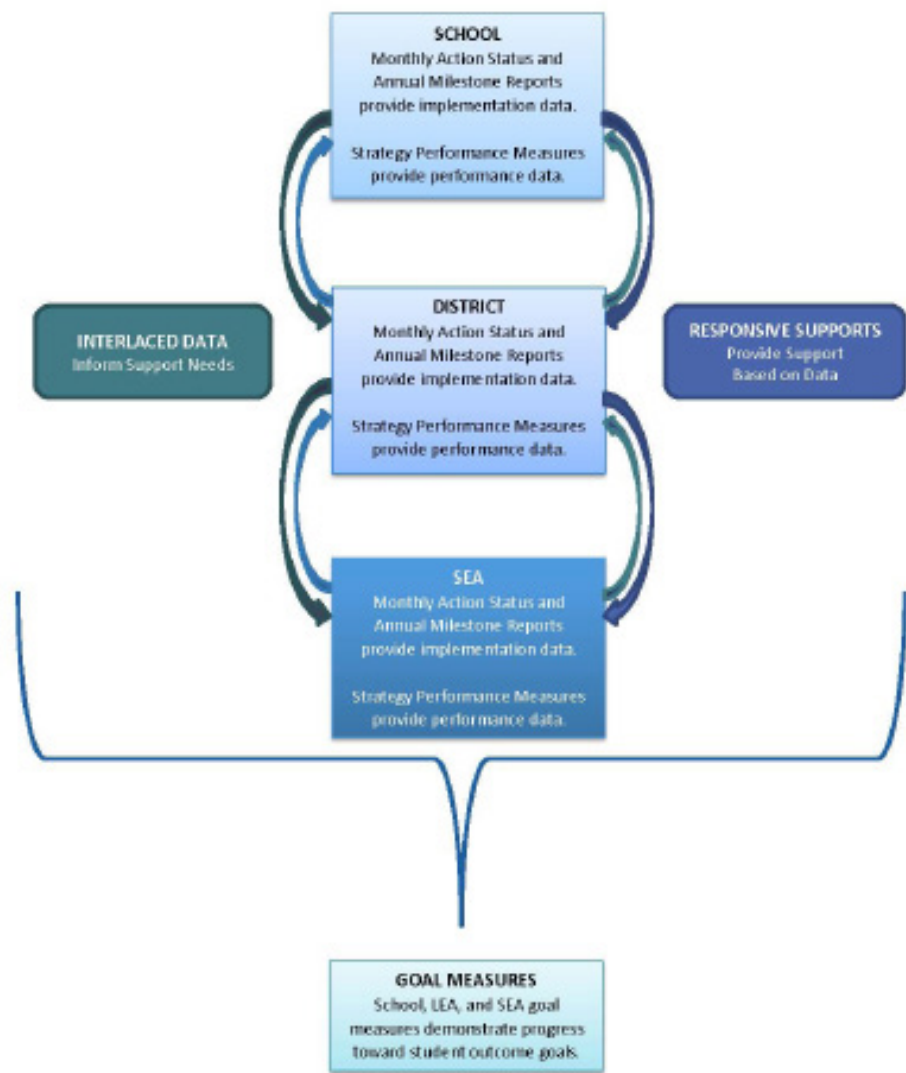 SCHOOL
Monthly Action Status and
Annual Milestone Reports
provide implementation data.
Strategy Performance Measures
provide performance data.
INTERLACED DATA
Inform Support Needs
DISTRICT
Monthly Action Status and
Annual Milestone Reports
provide implementation data.
Strategy Performance Measures
provide performance data.
RESPONSIVE SUPPORTS
Provide Support
Based on Data
SEA
Monthly Action Status and
Annual Milestone Reports
provide implementation data.
Strategy Performance Measures
provide performance data.
GOAL MEASURES
School, LEA, and SEA goal
measures demonstrate progress
toward student outcome goals.